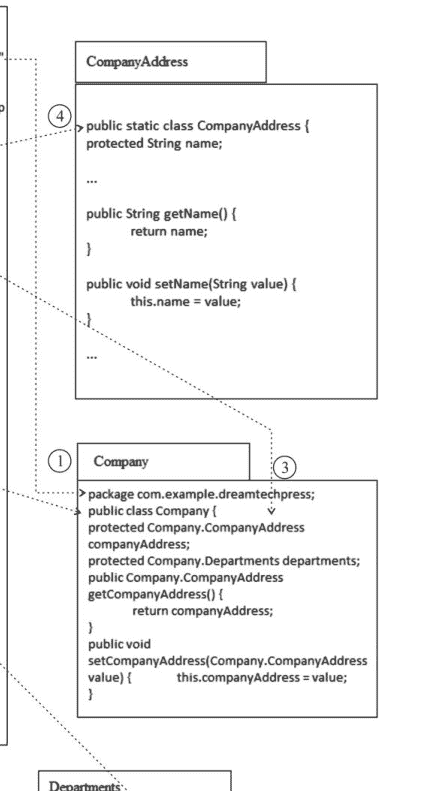 "
p
CompanyAddress
4
public static class CompanyAddress {
protected String name;
...
public String getName() {
return name;
}
public void setName(String value) {
this.name = value;
}
...
1
Company
3
package com.example.dreamtechpress;
public class Company {
protected Company.CompanyAddress
companyAddress;
protected Company.Departments departments;
public Company.CompanyAddress
getCompanyAddress() {
return companyAddress;
}
public void
setCompanyAddress(Company.CompanyAddress
value) { this.companyAddress = value;
}
Departments